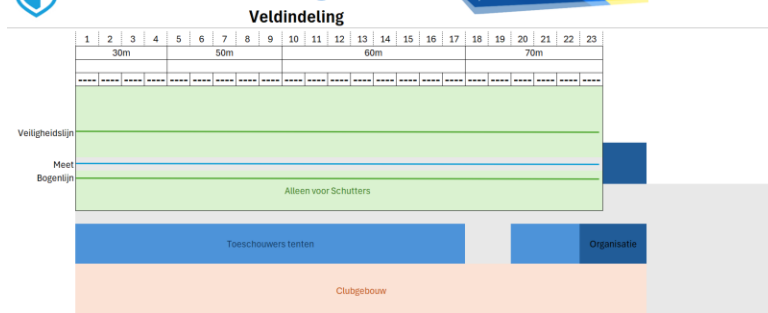 Veldindeling
1 2 3 4 5 6 7 8 9 10 11 12 13 14 15 16 17 18 19 20 21 22 23
30m 50m 60m 70m
---- ---- ---- ---- ---- ---- ---- ---- ---- ---- ---- ---- ---- ---- ---- ---- ---- ---- ---- ---- ---- ---- ----
Veiligheidslijn
Meet
Bogenlijn
Alleen voor Schutters
Toeschouwers tenten Organisatie
Clubgebouw